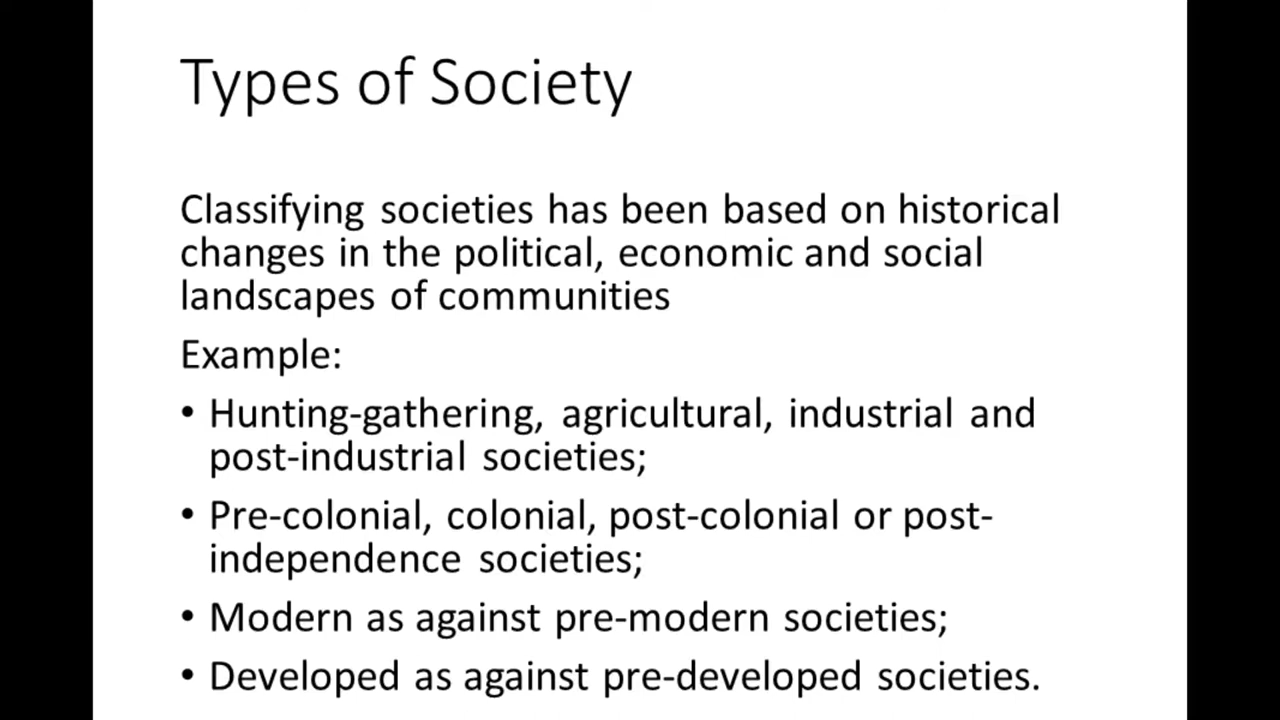 Types of Society
Classifying societies has been based on historical
changes in the political, economic and social
landscapes of communities
Example:
• Hunting-gathering, agricultural, industrial and
post-industrial societies;
• Pre-colonial, colonial, post-colonial or post-
independence societies;
• Modern as against pre-modern societies;
• Developed as against pre-developed societies.